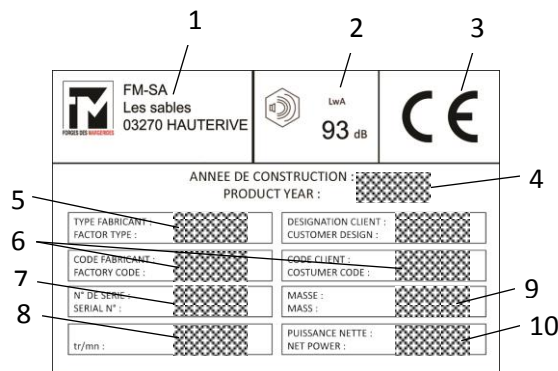 1
2
3
FM
FORGES DES MARGERIDES
FM-SA
Les sables
03270 HAUTERIVE
LwA
93 dB
CE
ANNEE DE CONSTRUCTION :
PRODUCT YEAR :
4
5
TYPE FABRICANT :
FACTOR TYPE :
DESIGNATION CLIENT :
CUSTOMER DESIGN :
6
CODE FABRICANT :
FACTORY CODE :
CODE CLIENT :
COSTUMER CODE :
7
N° DE SERIE :
SERIAL N° :
MASSE :
MASS :
9
8
tr/mn :
PUISSANCE NETTE :
NET POWER :
10